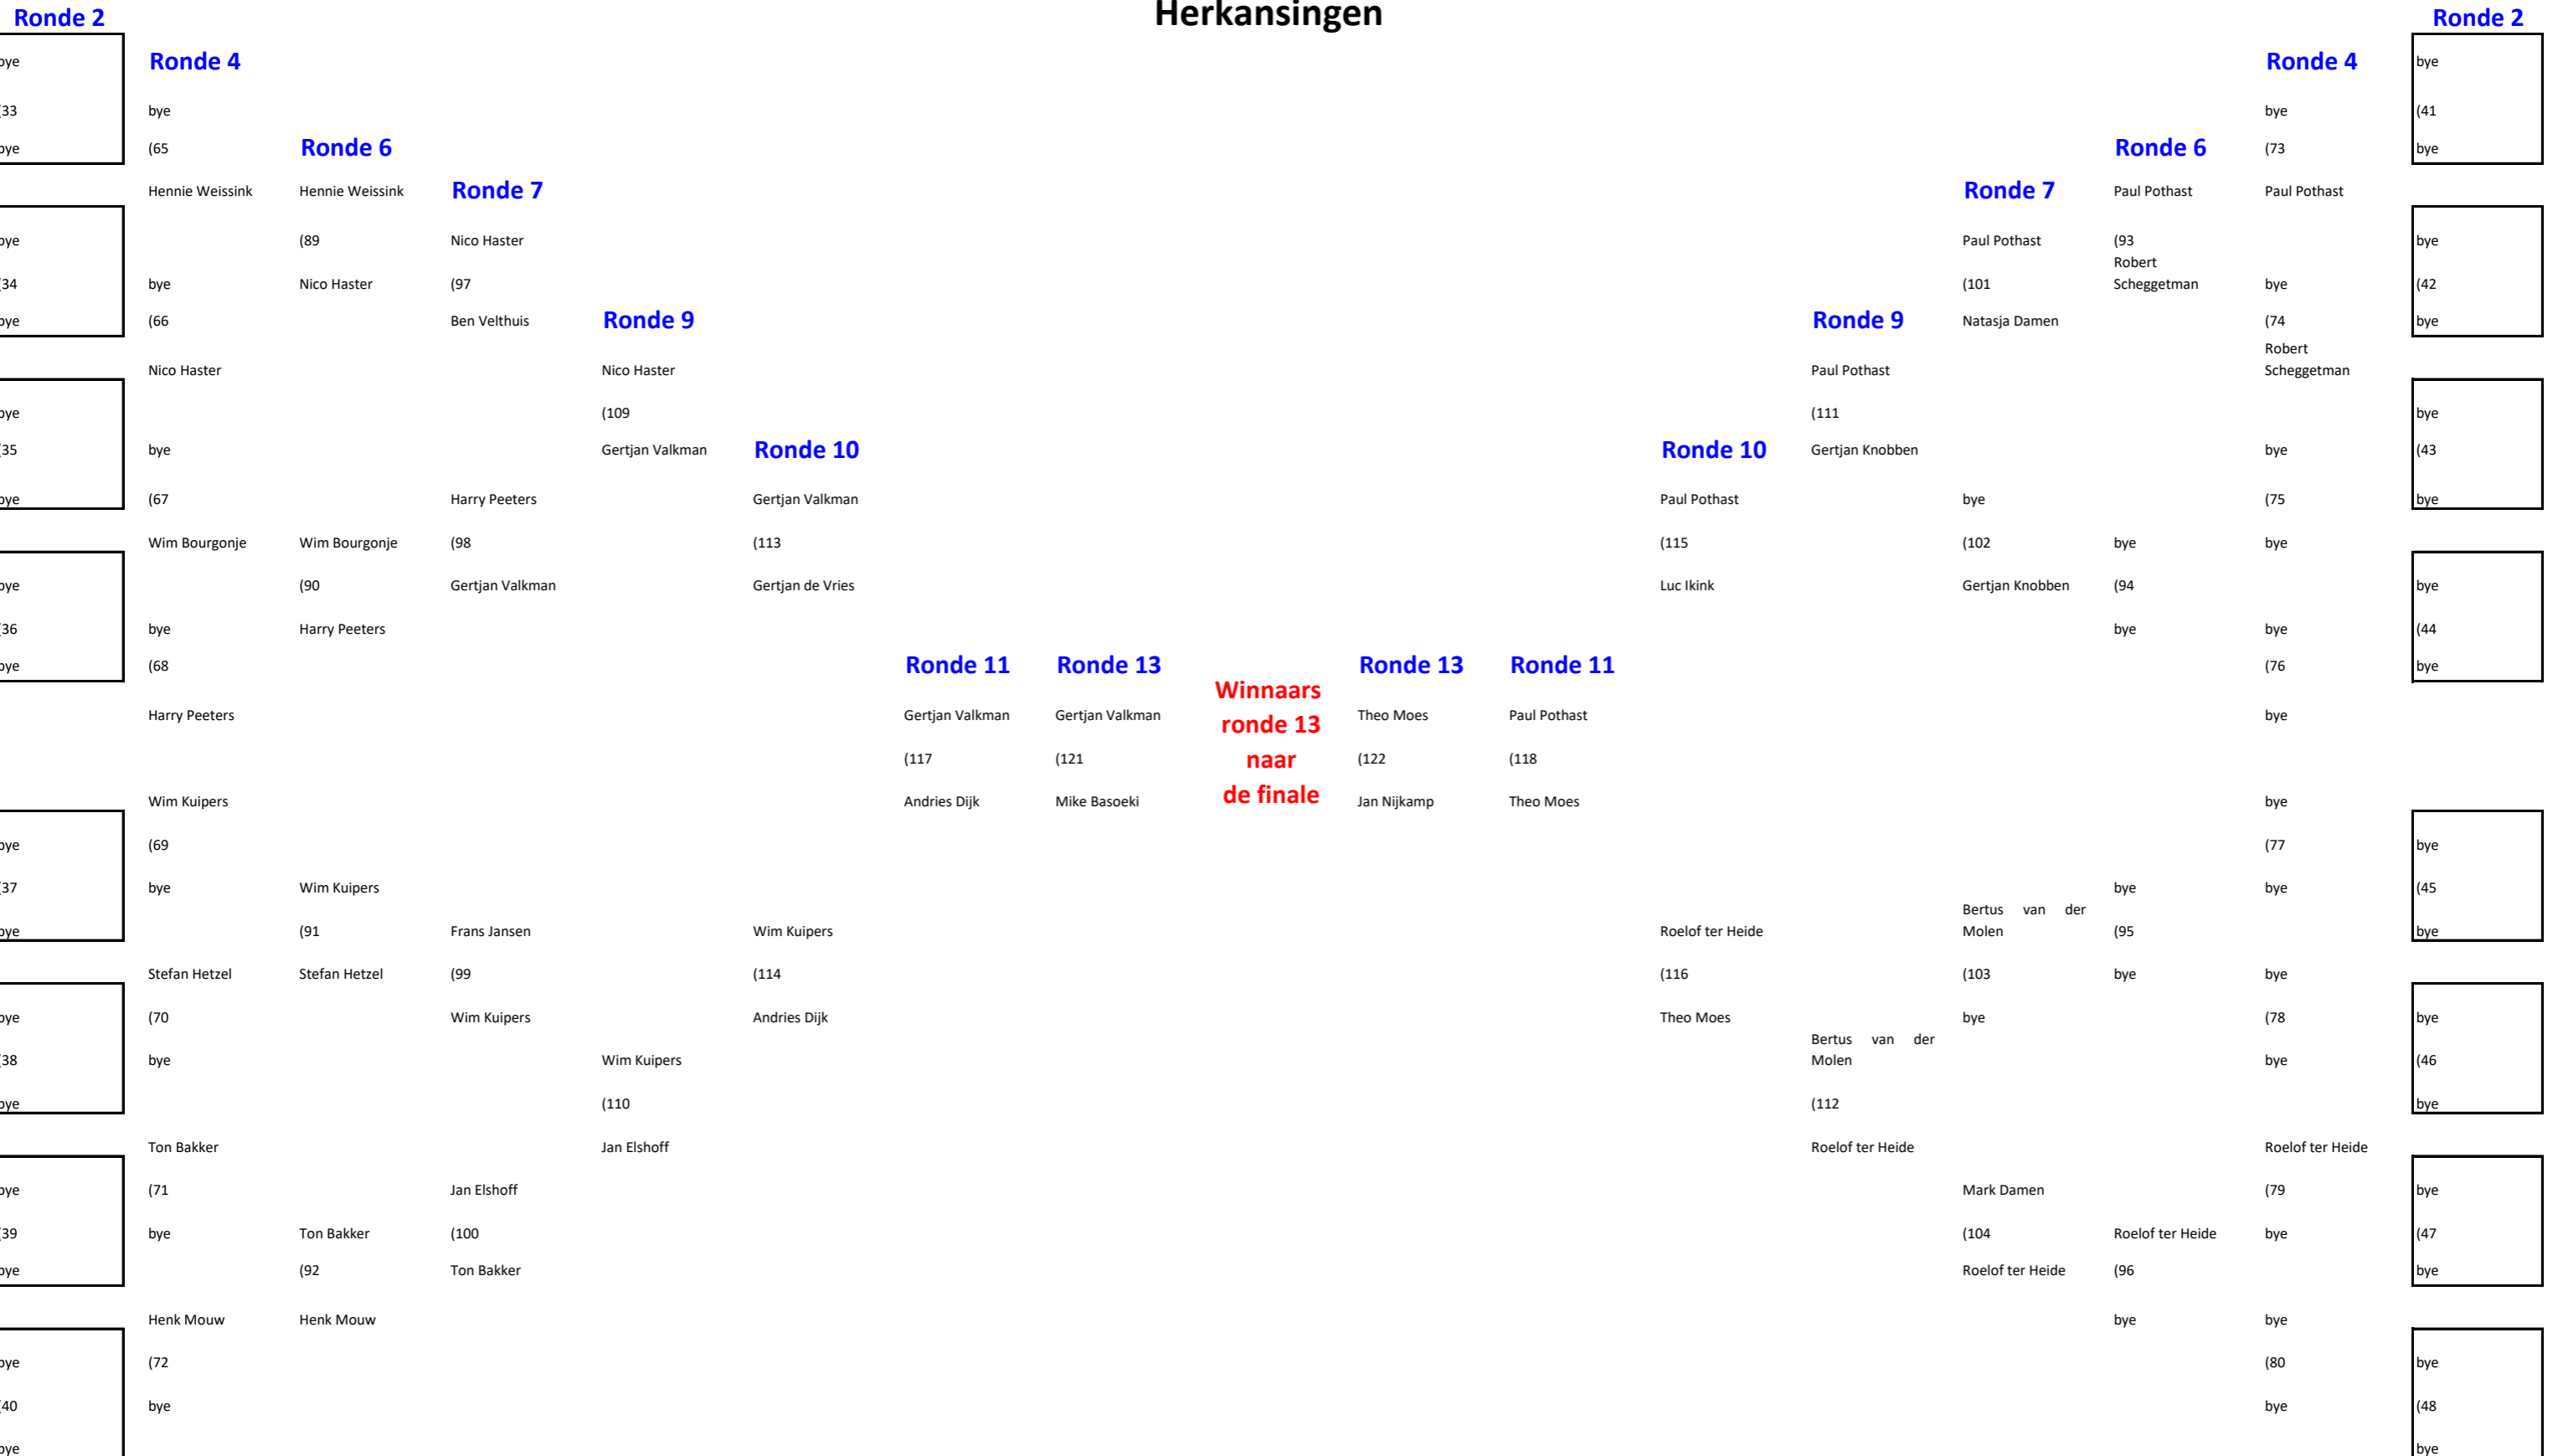 Herkansingen
Ronde 2 Ronde 2
bye Ronde 4 Ronde 4 bye
(33 bye bye (41
bye (65 Ronde 6 Ronde 6 (73 bye
Hennie Weissink Hennie Weissink Ronde 7 Ronde 7 Paul Pothast Paul Pothast
bye (89 Nico Haster Paul Pothast (93 bye
Robert
(34 bye Nico Haster (97 (101 Scheggetman bye (42
bye (66 Ben Velthuis Ronde 9 Ronde 9 Natasja Damen (74 bye
Robert
Nico Haster Nico Haster Paul Pothast Scheggetman
bye (109 (111 bye
(35 bye Gertjan Valkman Ronde 10 Ronde 10 Gertjan Knobben bye (43
bye (67 Harry Peeters Gertjan Valkman Paul Pothast bye (75 bye
Wim Bourgonje Wim Bourgonje (98 (113 (115 (102 bye bye
bye (90 Gertjan Valkman Gertjan de Vries Luc Ikink Gertjan Knobben (94 bye
(36 bye Harry Peeters bye bye (44
bye (68 Ronde 11 Ronde 13 Ronde 13 Ronde 11 (76 bye
Winnaars
Harry Peeters Gertjan Valkman Gertjan Valkman ronde 13 Theo Moes Paul Pothast bye
(117 (121 naar (122 (118
Wim Kuipers Andries Dijk Mike Basoeki de finale Jan Nijkamp Theo Moes bye
bye (69 (77 bye
(37 bye Wim Kuipers bye bye (45
Bertus van der
bye (91 Frans Jansen Wim Kuipers Roelof ter Heide Molen (95 bye
Stefan Hetzel Stefan Hetzel (99 (114 (116 (103 bye bye
bye (70 Wim Kuipers Andries Dijk Theo Moes bye (78 bye
Bertus van der
(38 bye Wim Kuipers Molen bye (46
bye (110 (112 bye
Ton Bakker Jan Elshoff Roelof ter Heide Roelof ter Heide
bye (71 Jan Elshoff Mark Damen (79 bye
(39 bye Ton Bakker (100 (104 Roelof ter Heide bye (47
bye (92 Ton Bakker Roelof ter Heide (96 bye
Henk Mouw Henk Mouw bye bye
bye (72 (80 bye
(40 bye bye (48
bye bye